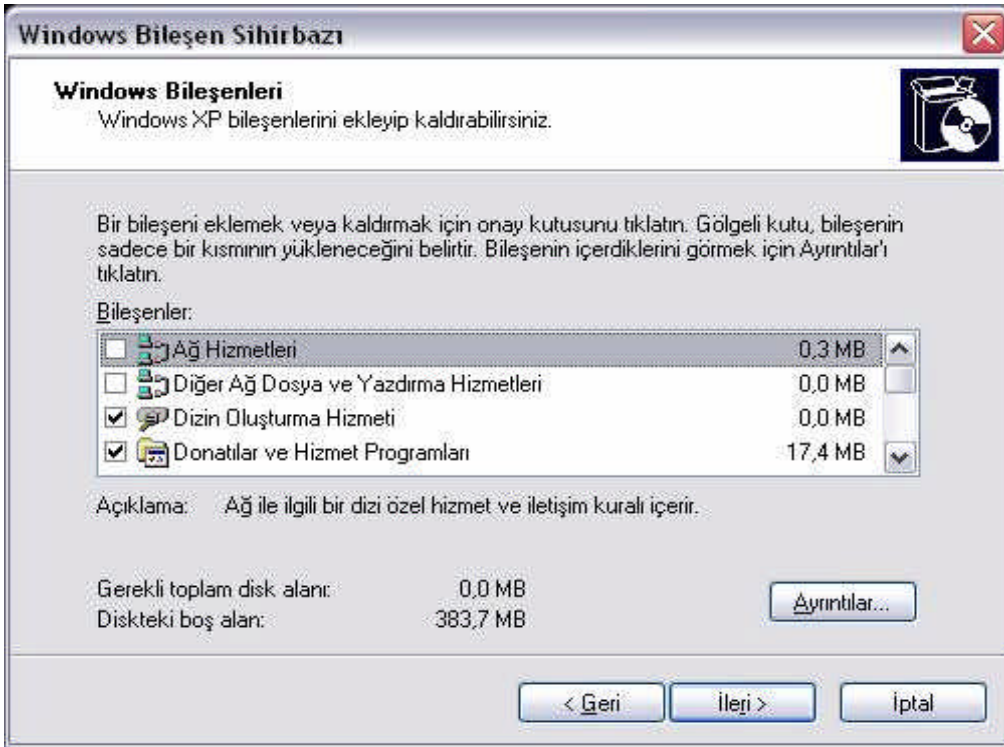 Windows Bileşen Sihirbazı
Windows Bileşenleri
Windows XP bileşenlerini ekleyip kaldırabilirsiniz.
Bir bileşeni eklemek veya kaldırmak için onay kutusunu tıklatın. Gölgeli kutu, bileşenin
sadece bir kısmının yükleneceğini belirtir. Bileşenin içerdiklerini görmek için Ayrıntılar'ı
tıklatın.
Bileşenler:
Ağ Hizmetleri 0,3 MB
Diğer Ağ Dosya ve Yazdırma Hizmetleri 0,0 MB
Dizin Oluşturma Hizmeti 0,0 MB
Donatılar ve Hizmet Programları 17,4 MB
Açıklama: Ağ ile ilgili bir dizi özel hizmet ve iletişim kuralı içerir.
Gerekli toplam disk alanı: 0,0 MB
Diskteki boş alan: 383,7 MB
Ayrıntılar...
< Geri İleri > İptal